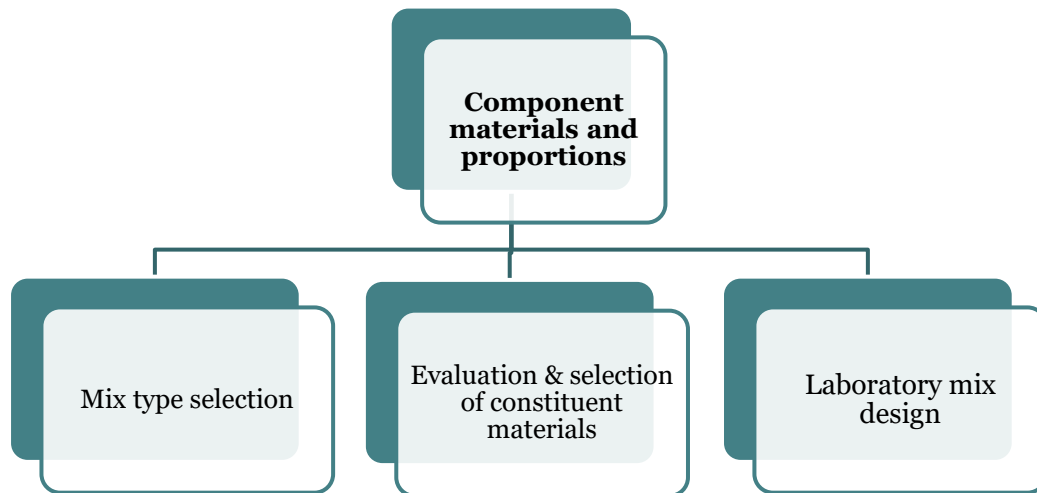 Component
materials and
proportions
Mix type selection
Evaluation & selection
of constituent
materials
Laboratory mix
design